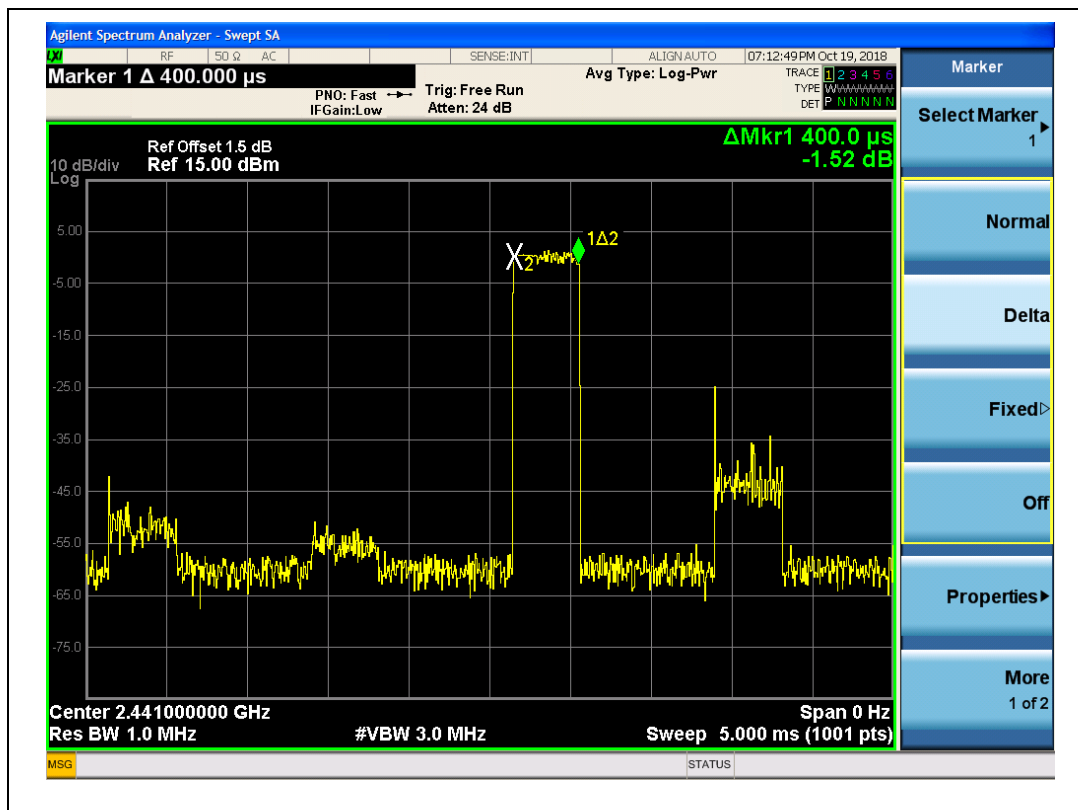 Agilent Spectrum Analyzer - Swept SA
LXI RF 50 Ω AC SENSE:INT ALIGN AUTO 07:12:49 PM Oct 19, 2018
Marker 1 Δ 400.000 µs
PNO: Fast
IFGain:Low
Trig: Free Run
Atten: 24 dB
Avg Type: Log-Pwr
TRACE 1 2 3 4 5 6
TYPE
DET P N N N N N
Ref Offset 1.5 dB
Ref 15.00 dBm
10 dB/div
Log
ΔMkr1 400.0 µs
-1.52 dB
5.00
-5.00
-15.0
-25.0
-35.0
-45.0
-55.0
-65.0
-75.0
X2
1Δ2
Center 2.441000000 GHz
Span 0 Hz
Res BW 1.0 MHz
#VBW 3.0 MHz
Sweep 5.000 ms (1001 pts)
MSG
STATUS
Marker
Select Marker
1
Normal
Delta
Fixed
Off
Properties
More
1 of 2